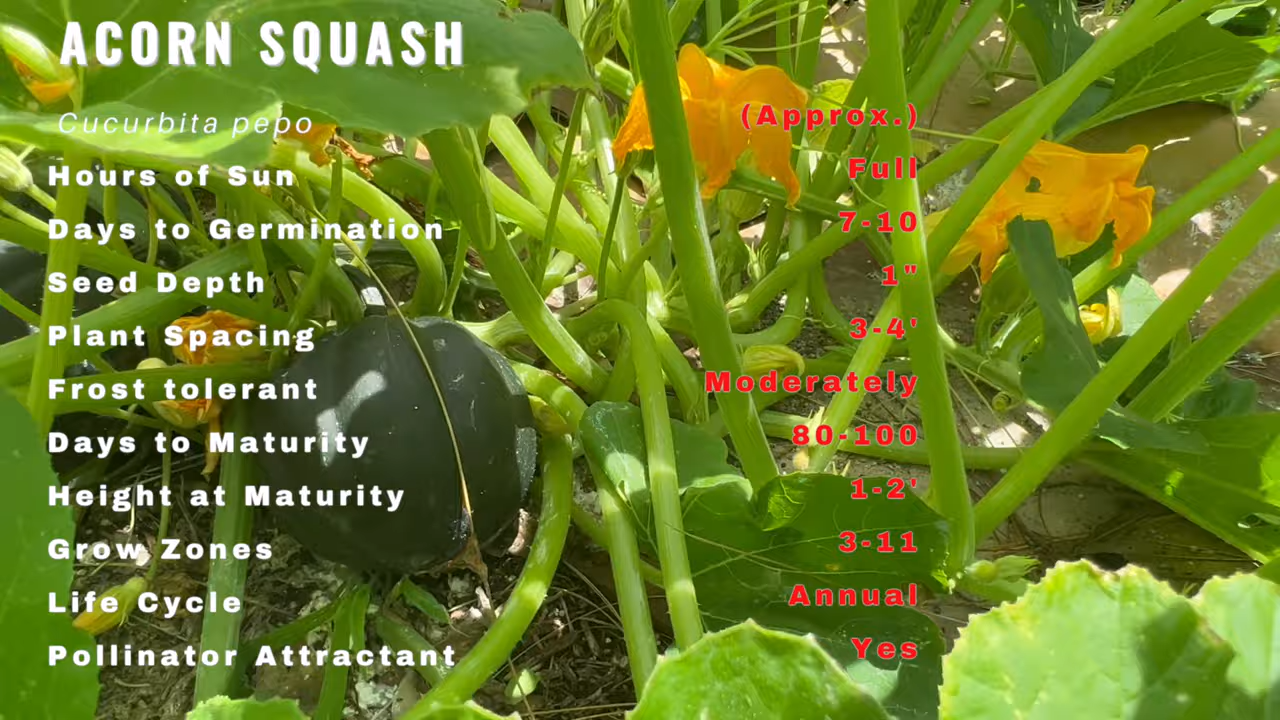 ACORN SQUASH
Cucurbita pepo
(Approx.)
Hours of Sun Full
Days to Germination 7-10
Seed Depth 1"
Plant Spacing 3-4'
Frost tolerant Moderately
Days to Maturity 80-100
Height at Maturity 1-2'
Grow Zones 3-11
Life Cycle Annual
Pollinator Attractant Yes